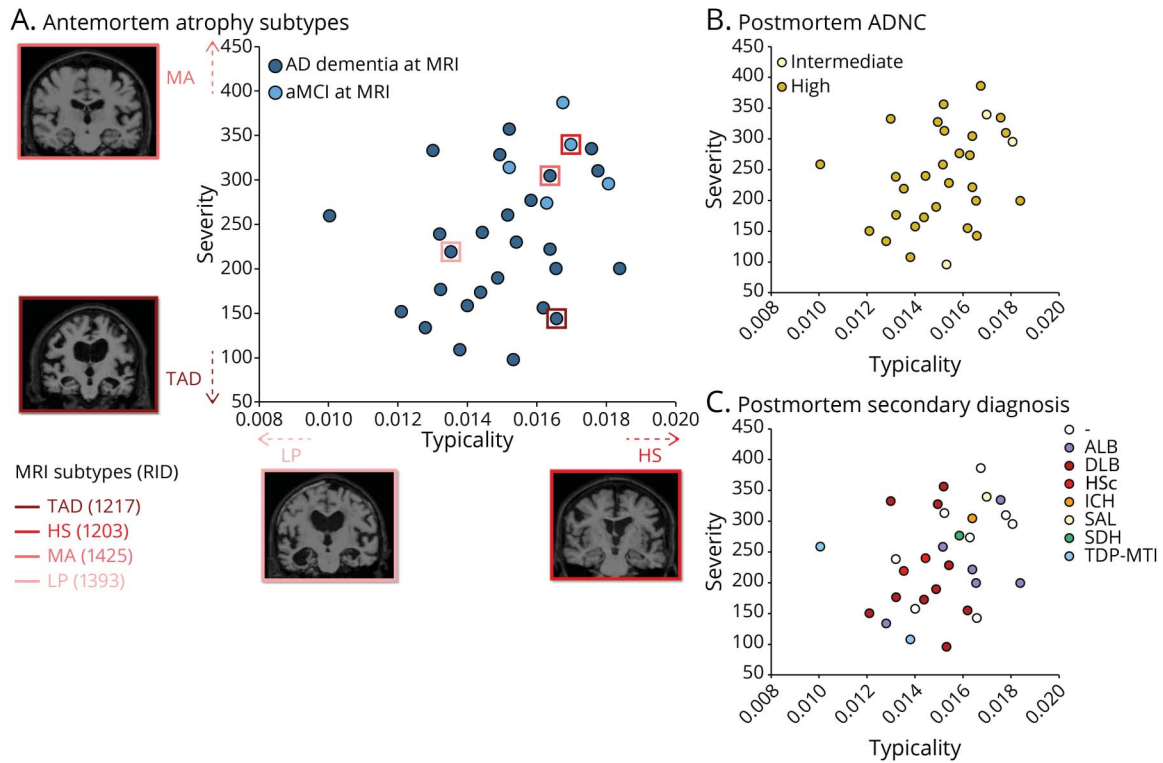 A. Antemortem atrophy subtypes
MA
TAD
450
400
350
300
250
200
150
100
50
Severity
AD dementia at MRI
aMCI at MRI
0.008 0.010 0.012 0.014 0.016 0.018 0.020
Typicality
LP
HS
MRI subtypes (RID)
TAD (1217)
HS (1203)
MA (1425)
LP (1393)
B. Postmortem ADNC
450
400
350
300
250
200
150
100
50
Severity
Intermediate
High
0.008 0.010 0.012 0.014 0.016 0.018 0.020
Typicality
C. Postmortem secondary diagnosis
450
400
350
300
250
200
150
100
50
Severity
-
ALB
DLB
HSc
ICH
SAL
SDH
TDP-MTl
0.008 0.010 0.012 0.014 0.016 0.018 0.020
Typicality